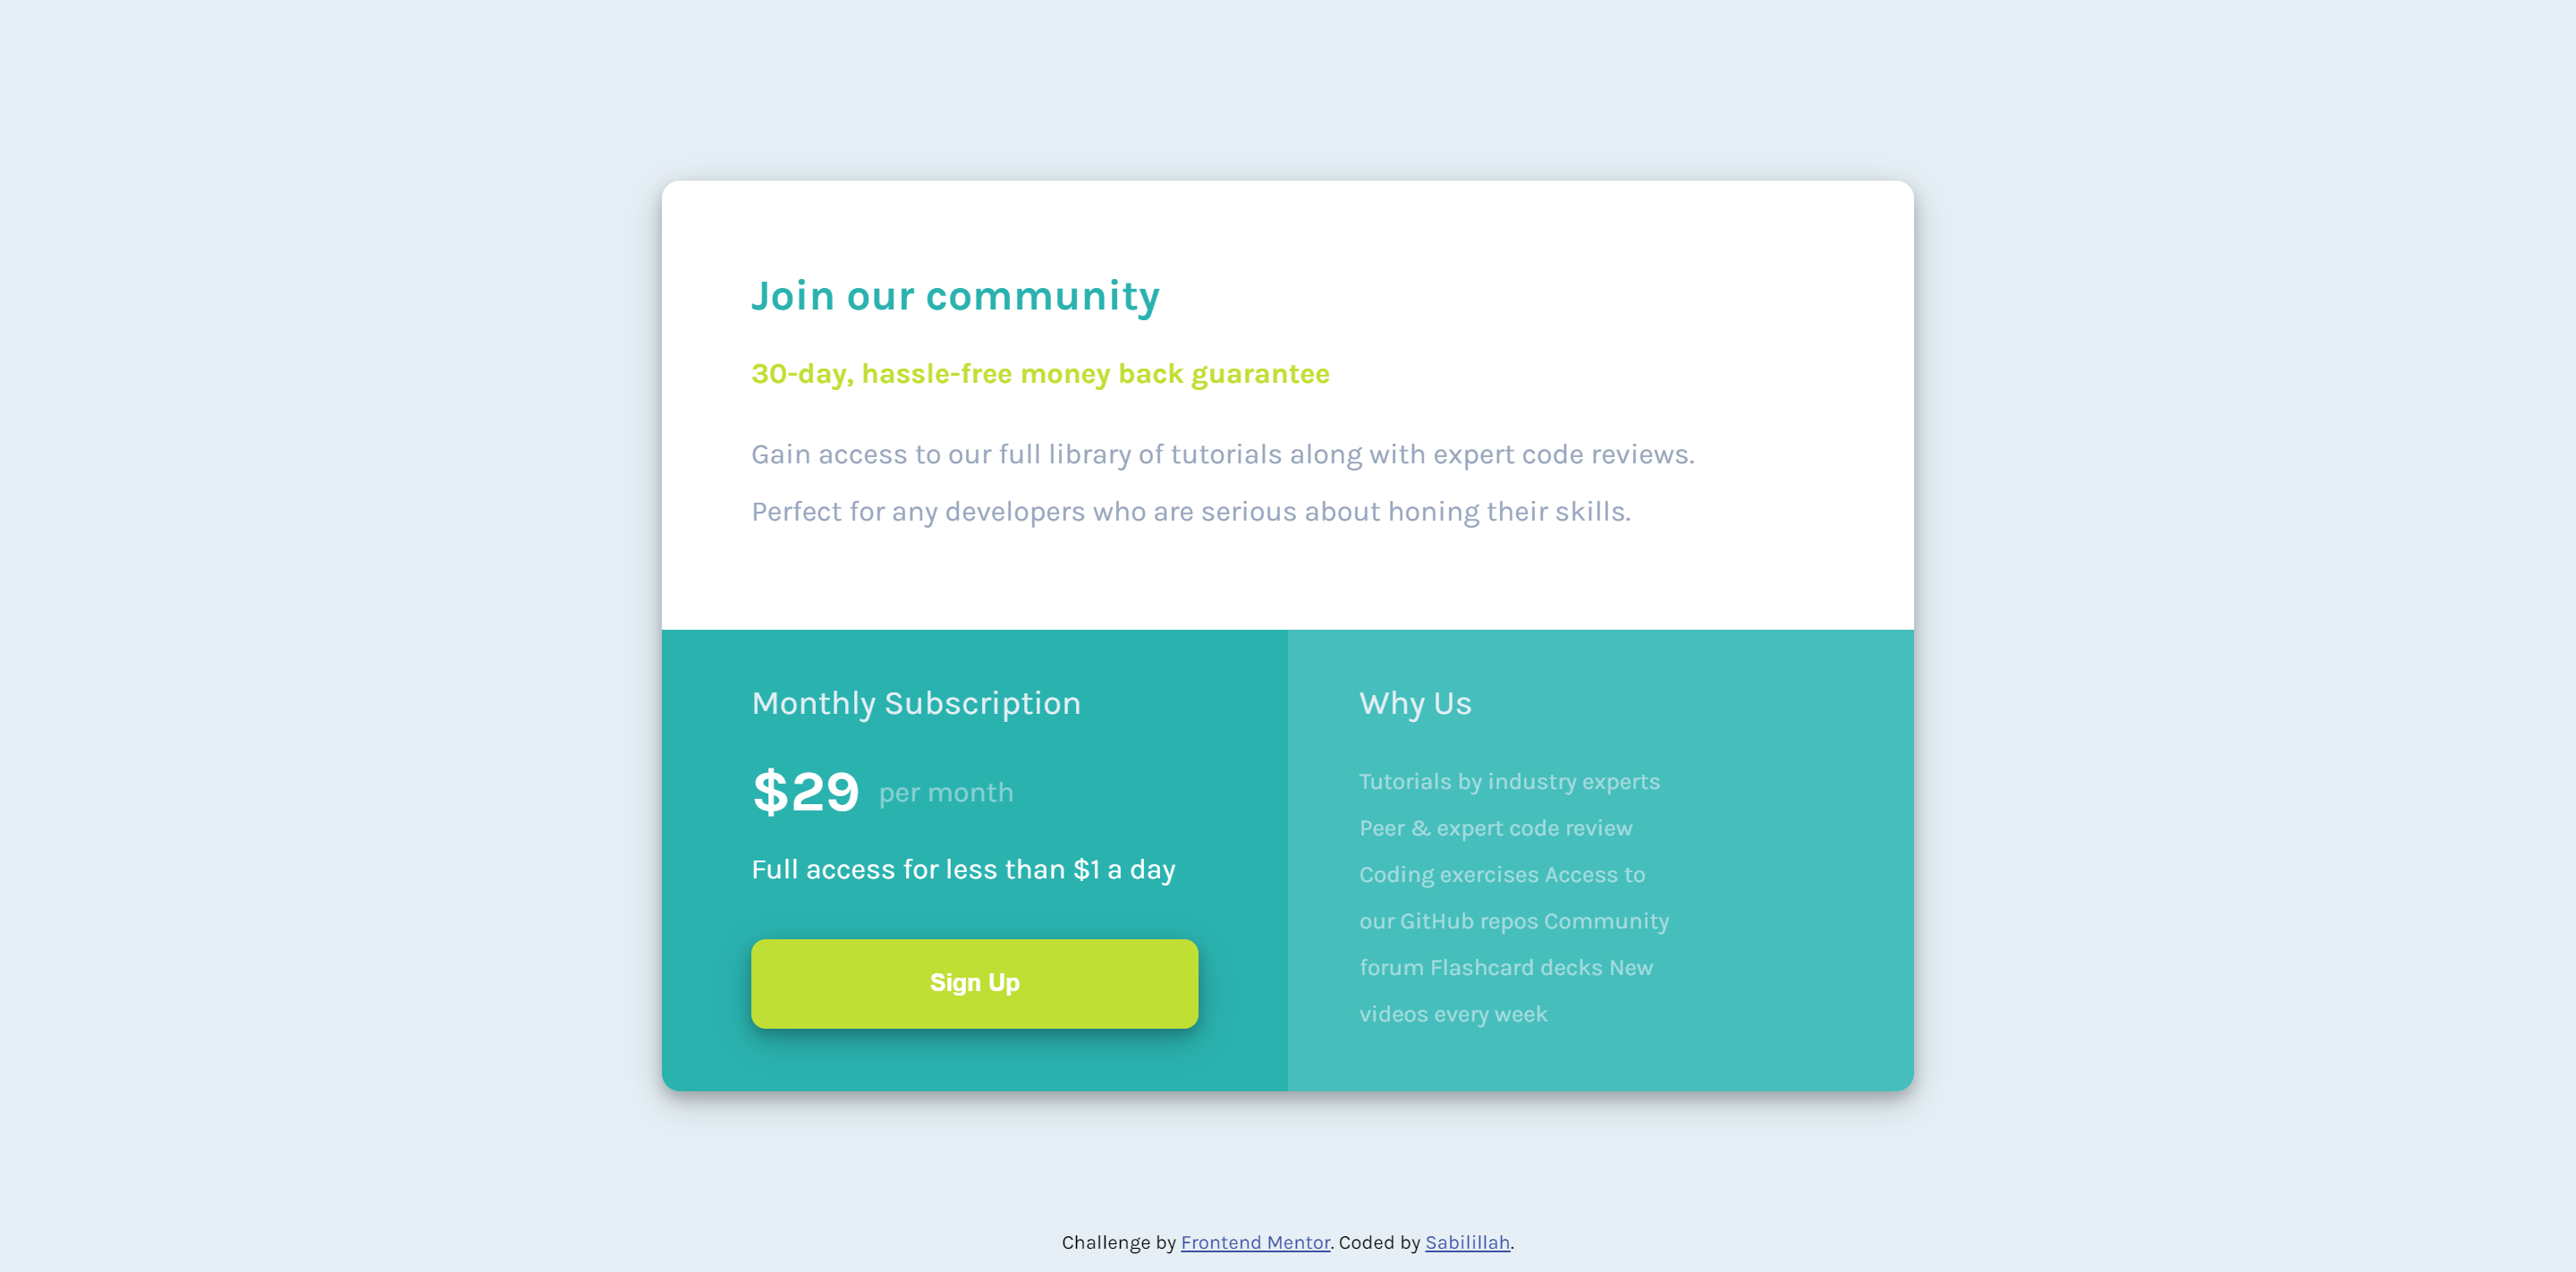 Join our community
30-day, hassle-free money back guarantee
Gain access to our full library of tutorials along with expert code reviews.
Perfect for any developers who are serious about honing their skills.
Monthly Subscription
$29 per month
Full access for less than $1 a day
Sign Up
Why Us
Tutorials by industry experts
Peer & expert code review
Coding exercises Access to
our GitHub repos Community
forum Flashcard decks New
videos every week
Challenge by Frontend Mentor. Coded by Sabilillah.